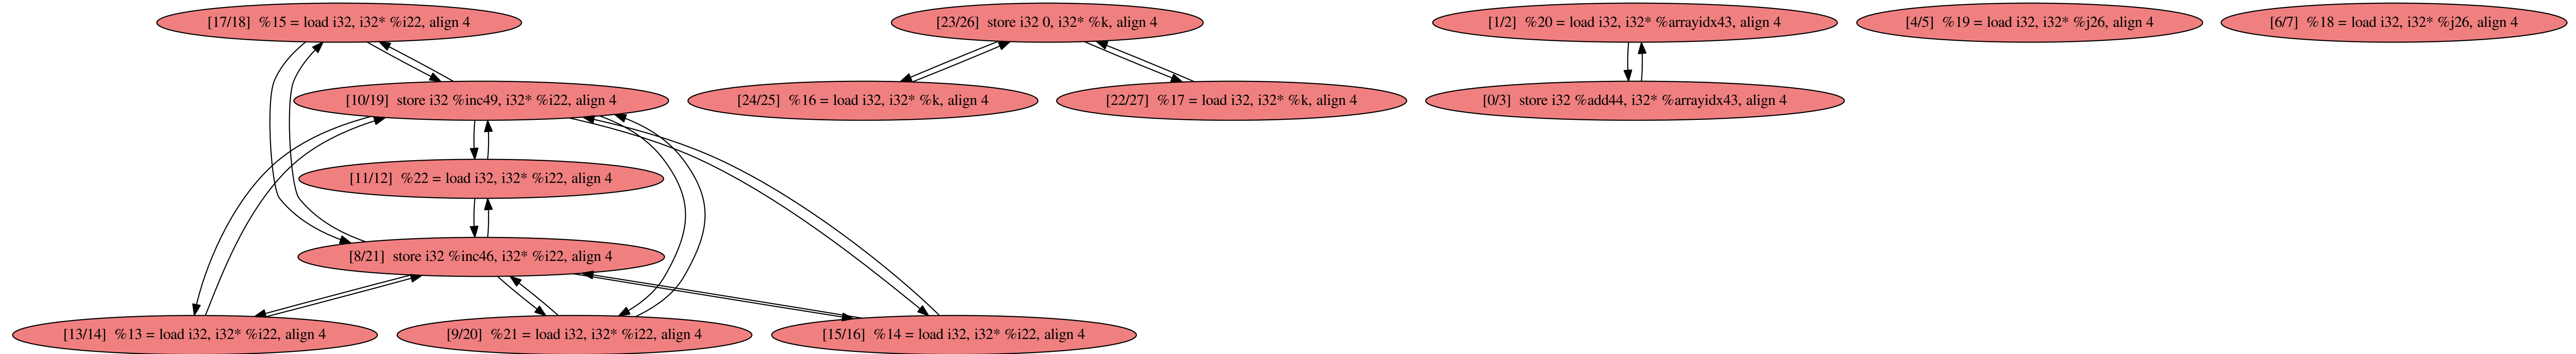 [17/18]  %15 = load i32, i32* %i22, align 4
[23/26]  store i32 0, i32* %k, align 4
[1/2]  %20 = load i32, i32* %arrayidx43, align 4
[4/5]  %19 = load i32, i32* %j26, align 4
[6/7]  %18 = load i32, i32* %j26, align 4
[10/19]  store i32 %inc49, i32* %i22, align 4
[24/25]  %16 = load i32, i32* %k, align 4
[22/27]  %17 = load i32, i32* %k, align 4
[0/3]  store i32 %add44, i32* %arrayidx43, align 4
[11/12]  %22 = load i32, i32* %i22, align 4
[8/21]  store i32 %inc46, i32* %i22, align 4
[13/14]  %13 = load i32, i32* %i22, align 4
[9/20]  %21 = load i32, i32* %i22, align 4
[15/16]  %14 = load i32, i32* %i22, align 4